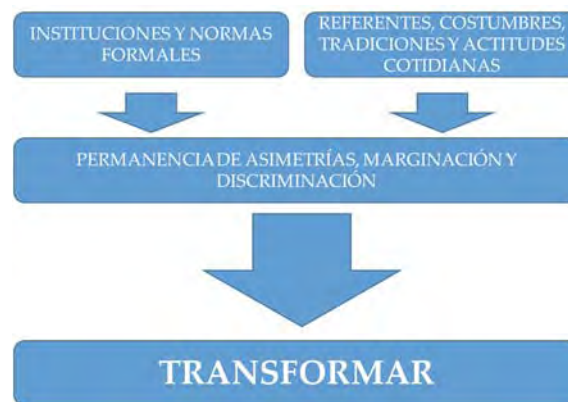 INSTITUCIONES Y NORMAS
FORMALES
REFERENTES, COSTUMBRES,
TRADICIONES Y ACTITUDES
COTIDIANAS
PERMANENCIA DE ASIMETRÍAS, MARGINACIÓN Y
DISCRIMINACIÓN
TRANSFORMAR